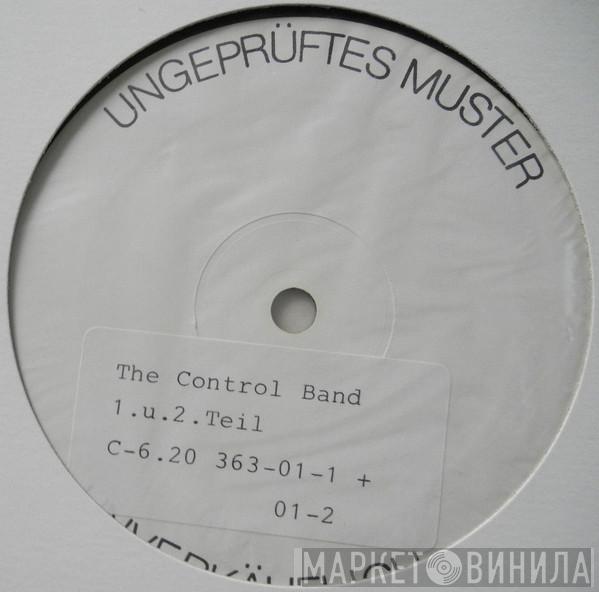 UNGEPRÜFTES MUSTER
The Control Band
1.u.2.Teil
C-6.20 363-01-1 +
01-2
МАРКЕТ ВИНИЛА